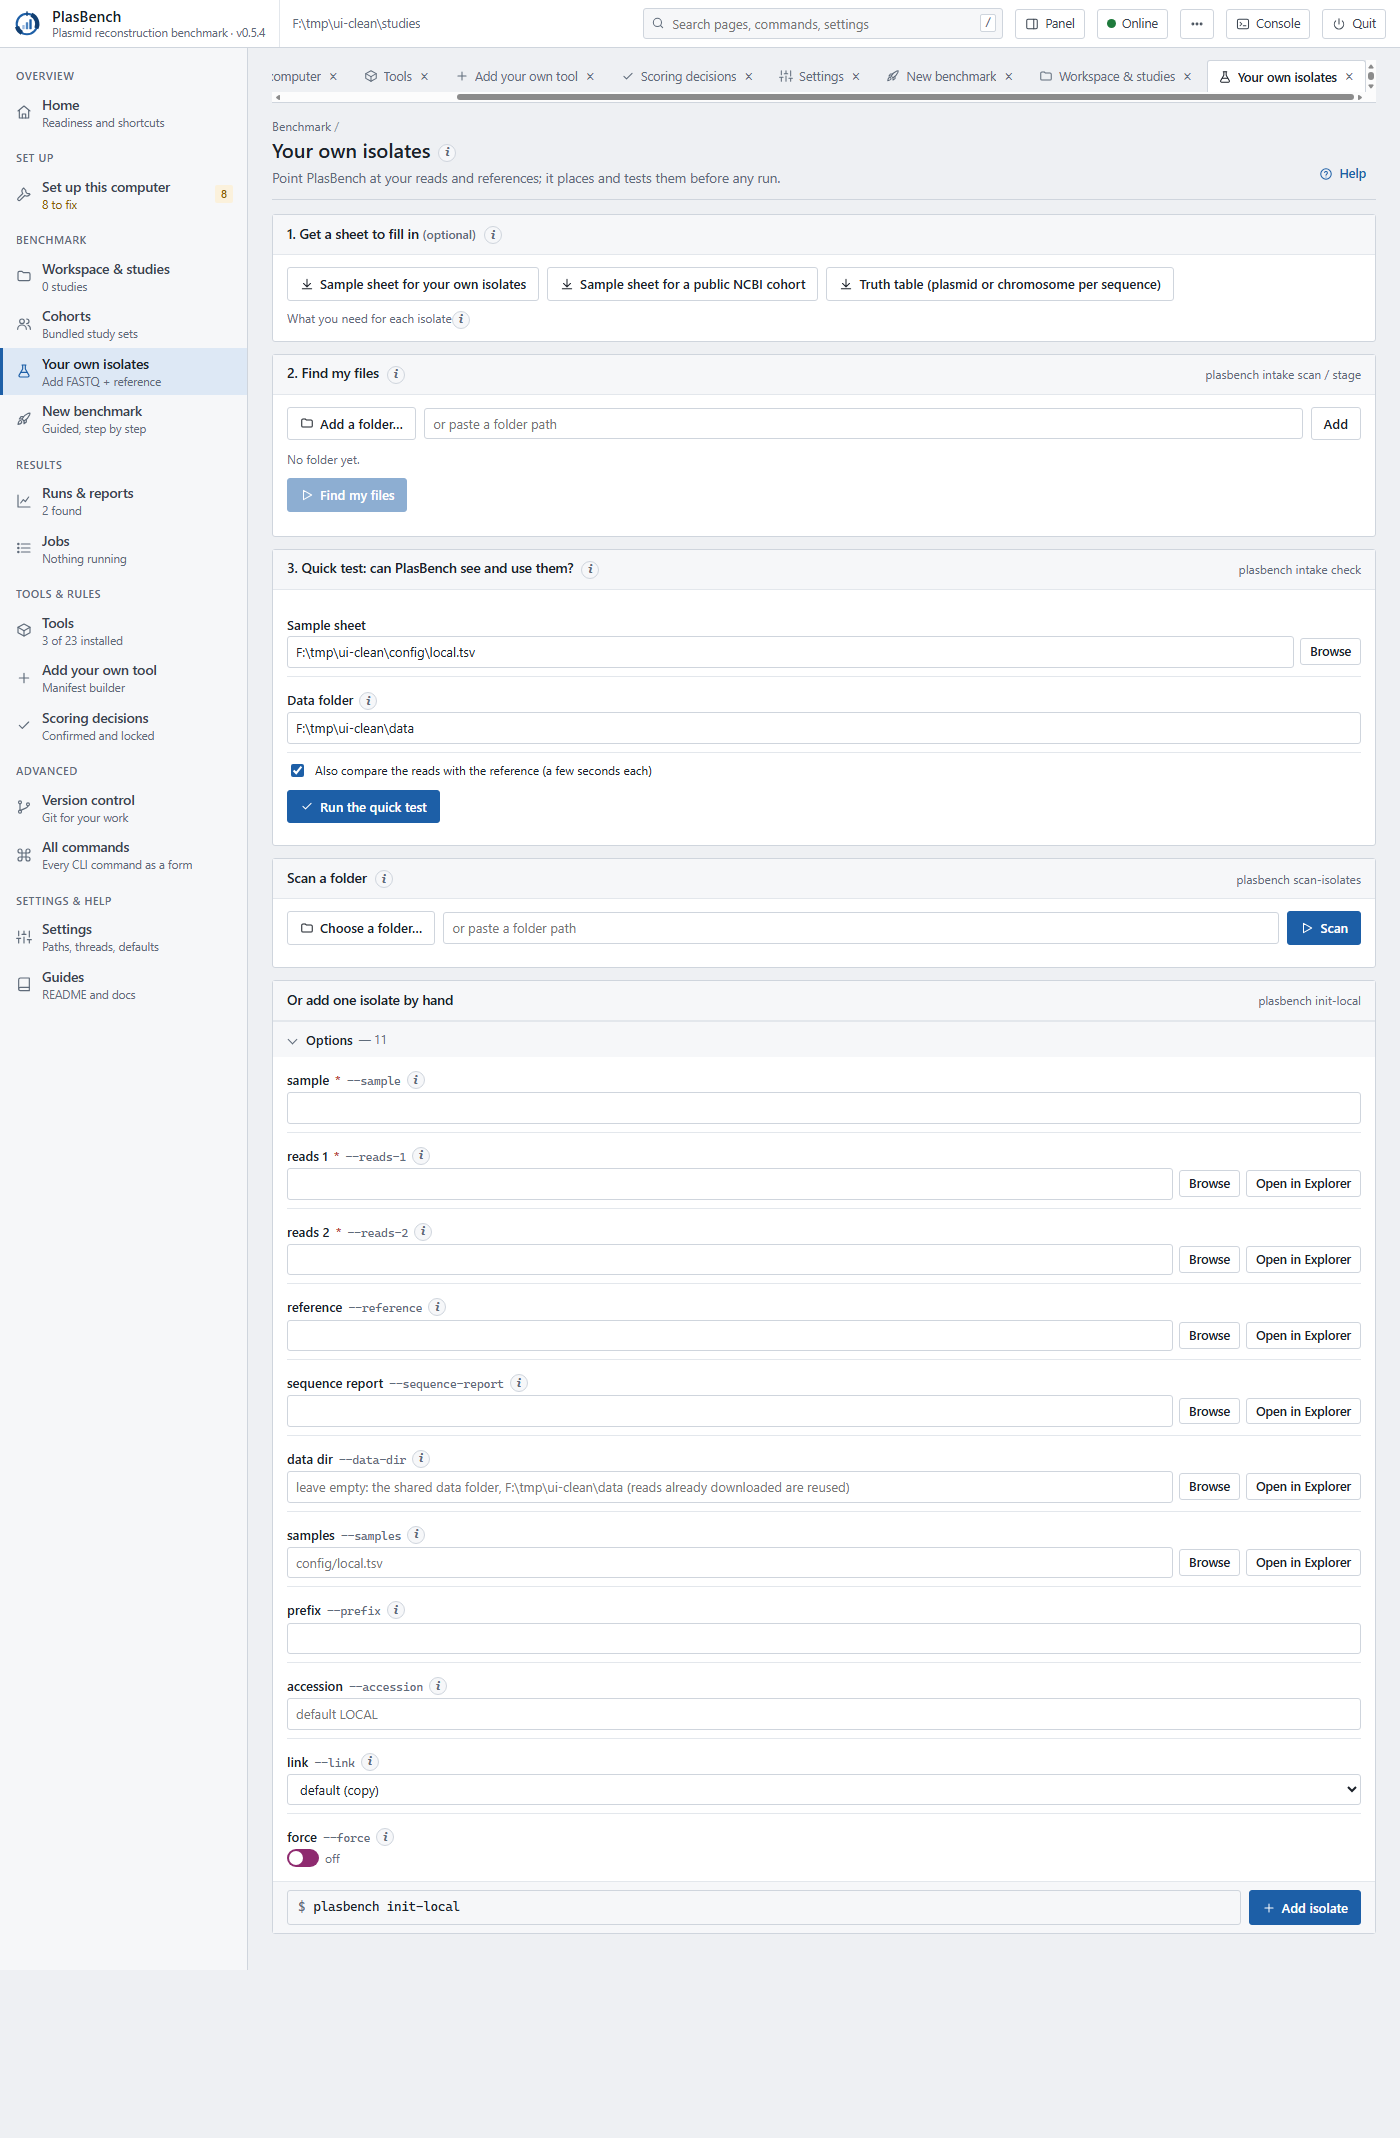 PlasBench
Plasmid reconstruction benchmark · v0.5.4
F:\tmp\ui-clean\studies
Search pages, commands, settings
/
Panel
Online
Console
Quit
OVERVIEW
Home
Readiness and shortcuts
SET UP
Set up this computer
8 to fix
8
BENCHMARK
Workspace & studies
0 studies
Cohorts
Bundled study sets
Your own isolates
Add FASTQ + reference
New benchmark
Guided, step by step
RESULTS
Runs & reports
2 found
Jobs
Nothing running
TOOLS & RULES
Tools
3 of 23 installed
Add your own tool
Manifest builder
Scoring decisions
Confirmed and locked
ADVANCED
Version control
Git for your work
All commands
Every CLI command as a form
SETTINGS & HELP
Settings
Paths, threads, defaults
Guides
README and docs
computer ×
Tools ×
Add your own tool ×
Scoring decisions ×
Settings ×
New benchmark ×
Workspace & studies ×
Your own isolates ×
Benchmark /
Your own isolates i
Point PlasBench at your reads and references; it places and tests them before any run.
Help
1. Get a sheet to fill in (optional) i
Sample sheet for your own isolates
Sample sheet for a public NCBI cohort
Truth table (plasmid or chromosome per sequence)
What you need for each isolate i
2. Find my files i
plasbench intake scan / stage
Add a folder...
or paste a folder path
Add
No folder yet.
Find my files
3. Quick test: can PlasBench see and use them? i
plasbench intake check
Sample sheet
F:\tmp\ui-clean\config\local.tsv
Browse
Data folder i
F:\tmp\ui-clean\data
Also compare the reads with the reference (a few seconds each)
Run the quick test
Scan a folder i
plasbench scan-isolates
Choose a folder...
or paste a folder path
Scan
Or add one isolate by hand
plasbench init-local
Options — 11
sample * --sample i
reads 1 * --reads-1 i
Browse
Open in Explorer
reads 2 * --reads-2 i
Browse
Open in Explorer
reference --reference i
Browse
Open in Explorer
sequence report --sequence-report i
Browse
Open in Explorer
data dir --data-dir i
leave empty: the shared data folder, F:\tmp\ui-clean\data (reads already downloaded are reused)
Browse
Open in Explorer
samples --samples i
config/local.tsv
Browse
Open in Explorer
prefix --prefix i
accession --accession i
default LOCAL
link --link i
default (copy)
force --force i
off
$ plasbench init-local
+ Add isolate